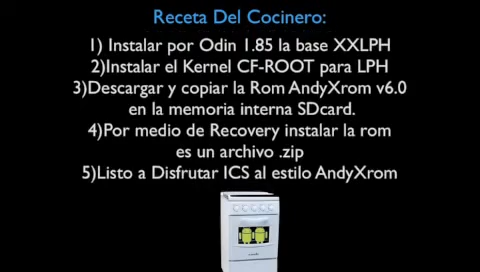 Receta Del Cocinero:
1) Instalar por Odin 1.85 la base XXLPH
2)Instalar el Kernel CF-ROOT para LPH
3)Descargar y copiar la Rom AndyXrom v6.0
en la memoria interna SDcard.
4)Por medio de Recovery instalar la rom
es un archivo .zip
5)Listo a Disfrutar ICS al estilo AndyXrom